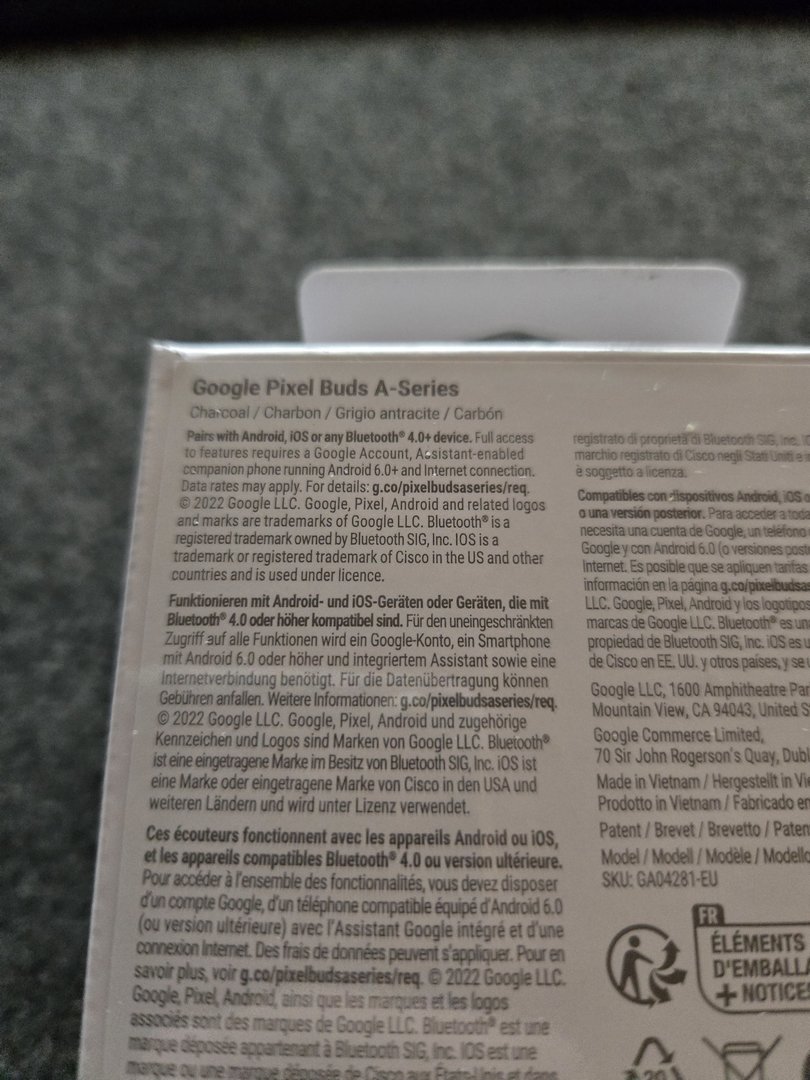 Google Pixel Buds A-Series
Charcoal / Charbon / Grigio antracite / Carbón
Pairs with Android, iOS or any Bluetooth® 4.0+ device. Full access
to features requires a Google Account, Assistant-enabled
companion phone running Android 6.0+ and Internet connection.
Data rates may apply. For details: g.co/pixelbudsaseries/req.
© 2022 Google LLC. Google, Pixel, Android and related logos
and marks are trademarks of Google LLC. Bluetooth® is a
registered trademark owned by Bluetooth SIG, Inc. IOS is a
trademark or registered trademark of Cisco in the US and other
countries and is used under licence.
Funktionieren mit Android- und iOS-Geräten oder Geräten, die mit
Bluetooth® 4.0 oder höher kompatibel sind. Für den uneingeschränkten
Zugriff auf alle Funktionen wird ein Google-Konto, ein Smartphone
mit Android 6.0 oder höher und integriertem Assistant sowie eine
Internetverbindung benötigt. Für die Datenübertragung können
Gebühren anfallen. Weitere Informationen: g.co/pixelbudsaseries/req.
© 2022 Google LLC. Google, Pixel, Android und zugehörige
Kennzeichen und Logos sind Marken von Google LLC. Bluetooth®
ist eine eingetragene Marke im Besitz von Bluetooth SIG, Inc. iOS ist
eine Marke oder eingetragene Marke von Cisco in den USA und
weiteren Ländern und wird unter Lizenz verwendet.
Ces écouteurs fonctionnent avec les appareils Android ou iOS,
et les appareils compatibles Bluetooth® 4.0 ou version ultérieure.
Pour accéder à l'ensemble des fonctionnalités, vous devez disposer
d'un compte Google, d'un téléphone compatible équipé d'Android 6.0
(ou version ultérieure) avec l'Assistant Google intégré et d'une
connexion Internet. Des frais de données peuvent s'appliquer. Pour en
savoir plus, voir g.co/pixelbudsaseries/req. © 2022 Google LLC.
Google, Pixel, Android, ainsi que les marques et les logos
associés sont des marques de Google LLC. Bluetooth® est une
marque déposée appartenant à Bluetooth SIG, Inc. IOS est une
marque ou une marque déposée de Cisco aux États-Unis et dans
registrato di proprietà di Bluetooth SIG, Inc.
marchio registrato di Cisco negli Stati Uniti e
è soggetto a licenza.
Compatibles con dispositivos Android, iOS
o una versión posterior. Para acceder a
necesita una cuenta de Google, un teléfono
Google y con Android 6.0 (o versiones
Internet. Es posible que se apliquen tarifas
información en la página
LLC. Google, Pixel, Android y los logotipos
marcas de Google LLC. Bluetooth® es
propiedad de Bluetooth SIG, Inc. iOS es
de Cisco en EE. UU. y otros países, y se
Google LLC, 1600 Amphitheatre
Mountain View, CA 94043, United
Google Commerce Limited,
70 Sir John Rogerson's Quay,
Made in Vietnam / Hergestellt in
Prodotto in Vietnam / Fabricado
Patent / Brevet / Brevetto /
Model / Modell / Modèle /
SKU: GA04281-EU
FR
ÉLÉMENTS
D'EMBALLA
+ NOTICE
20